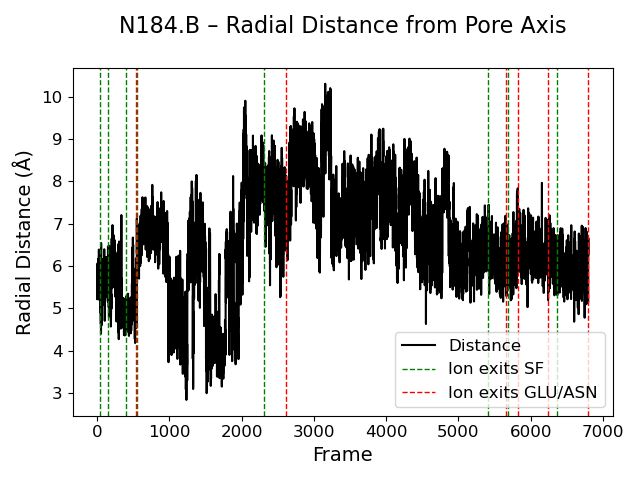 N184.B – Radial Distance from Pore Axis
Radial Distance (Å)
10
9
8
7
6
5
4
3
Distance
Ion exits SF
Ion exits GLU/ASN
0 1000 2000 3000 4000 5000 6000 7000
Frame